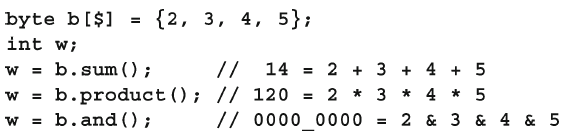 byte b[$] = {2, 3, 4, 5};
int w;
w = b.sum();     //  14 = 2 + 3 + 4 + 5
w = b.product(); // 120 = 2 * 3 * 4 * 5
w = b.and();     // 0000_0000 = 2 & 3 & 4 & 5